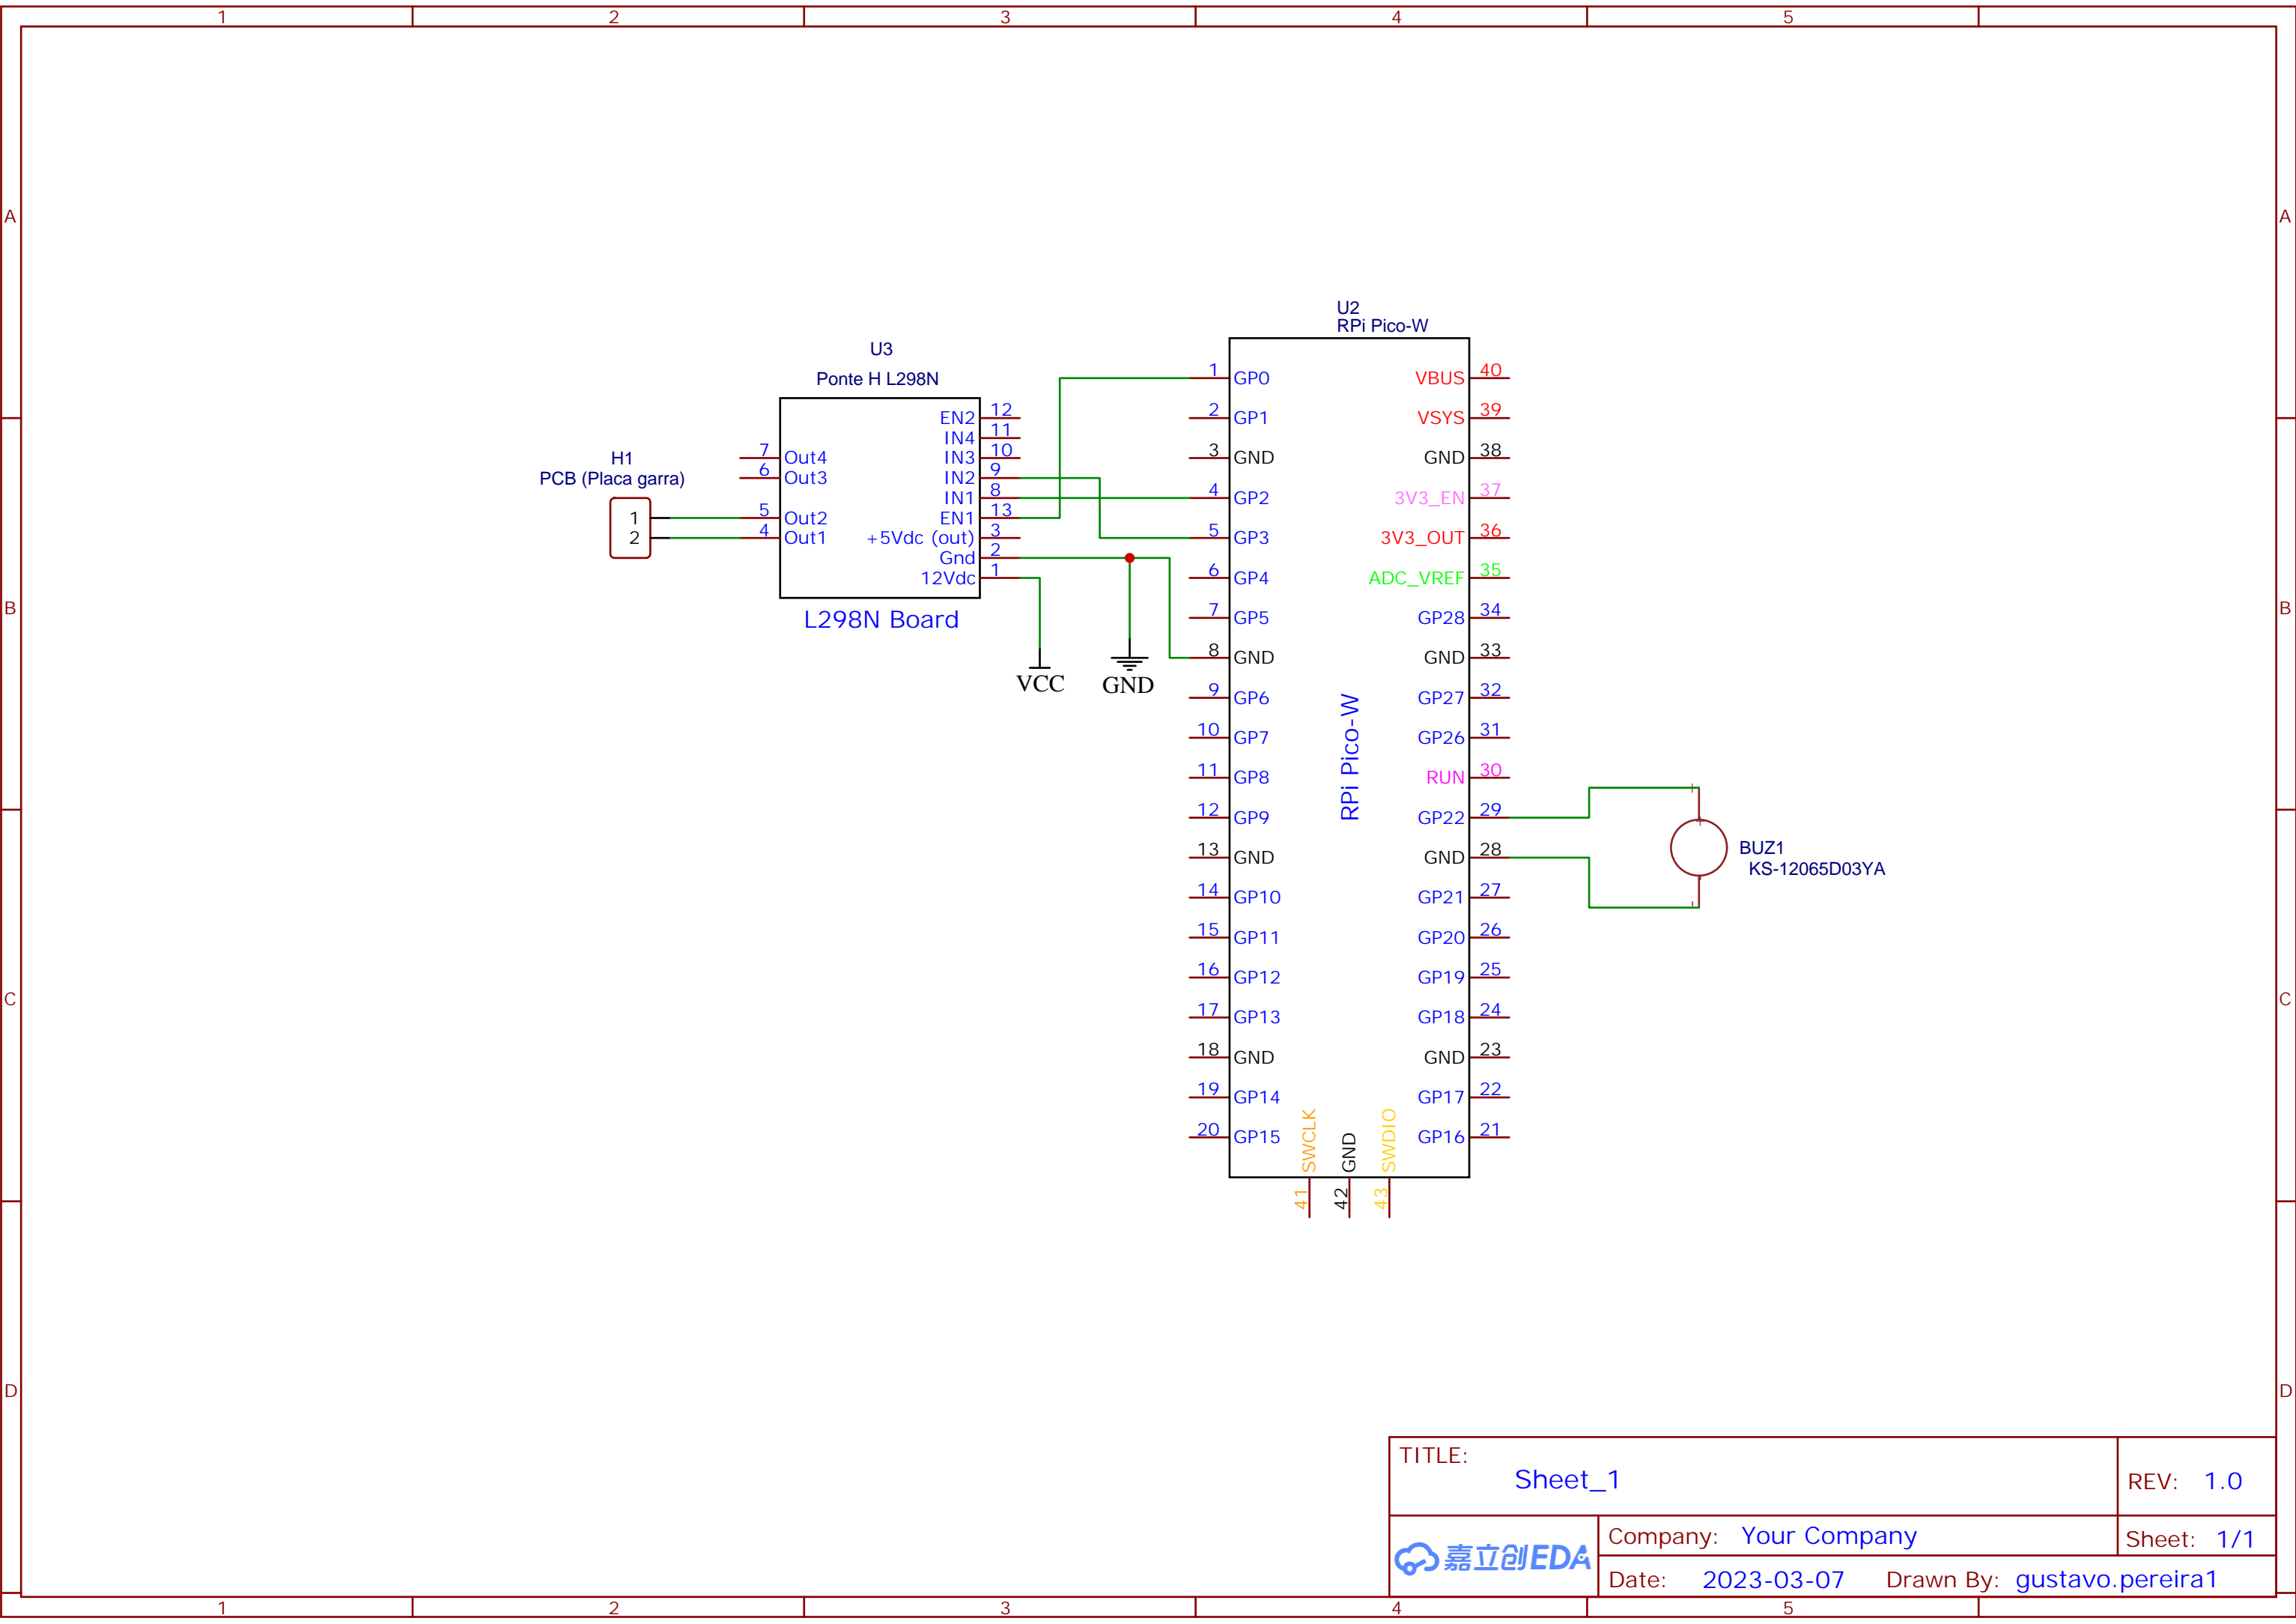 1 2 3 4 5
A A
B B
C C
D D
U3
Ponte H L298N
EN2 12
IN4 11
IN3 10
IN2 9
IN1 8
EN1 13
+5Vdc (out) 3
Gnd 2
12Vdc 1
7 Out4
6 Out3
5 Out2
4 Out1
L298N Board
H1
PCB (Placa garra)
1
2
VCC
GND
U2
RPi Pico-W
1 GP0
2 GP1
3 GND
4 GP2
5 GP3
6 GP4
7 GP5
8 GND
9 GP6
10 GP7
11 GP8
12 GP9
13 GND
14 GP10
15 GP11
16 GP12
17 GP13
18 GND
19 GP14
20 GP15
RPi Pico-W
VBUS 40
VSYS 39
GND 38
3V3_EN 37
3V3_OUT 36
ADC_VREF 35
GP28 34
GND 33
GP27 32
GP26 31
RUN 30
GP22 29
GND 28
GP21 27
GP20 26
GP19 25
GP18 24
GND 23
GP17 22
GP16 21
SWCLK 41
GND 42
SWDIO 43
BUZ1
KS-12065D03YA
TITLE:
Sheet_1
REV: 1.0
嘉立创EDA
Company: Your Company
Sheet: 1/1
Date: 2023-03-07 Drawn By: gustavo.pereira1
1 2 3 4 5